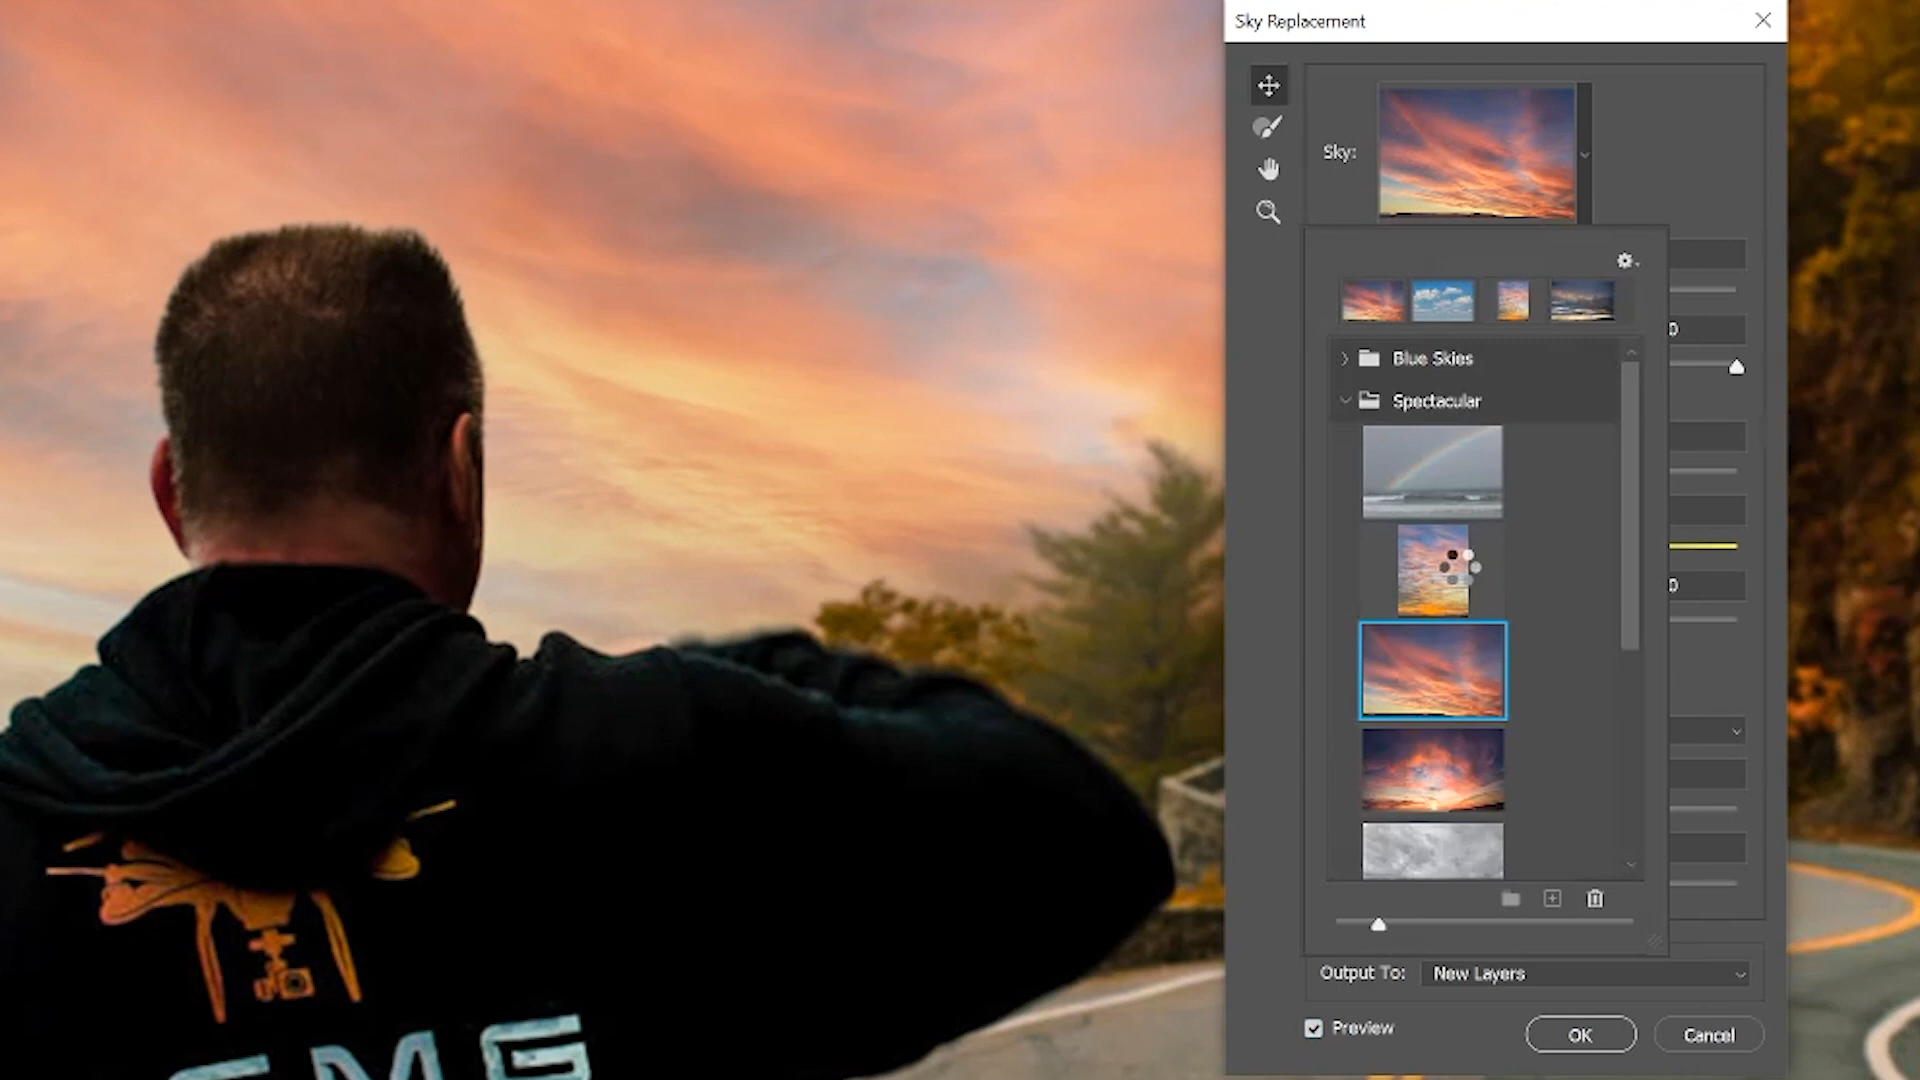 Sky Replacement
Sky:
Blue Skies
Spectacular
Output To:
New Layers
Preview
OK
Cancel